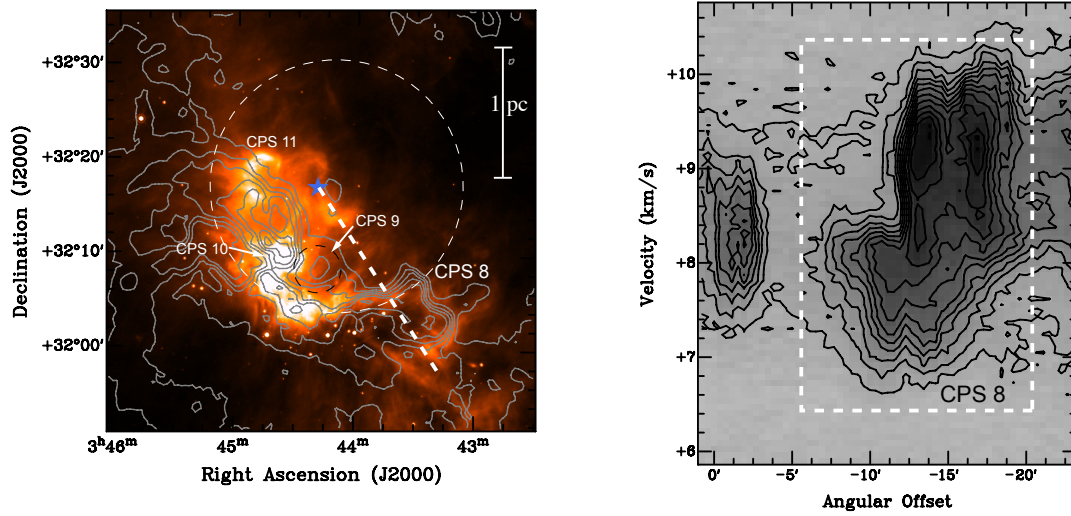 +32°30′
+32°20′
+32°10′
+32°00′
Declination (J2000)
1 pc
CPS 11
CPS 9
CPS 10
CPS 8
3ʰ46ᵐ
45ᵐ
44ᵐ
43ᵐ
Right Ascension (J2000)
+10
+9
+8
+7
+6
Velocity (km/s)
CPS 8
0′
-5′
-10′
-15′
-20′
Angular Offset